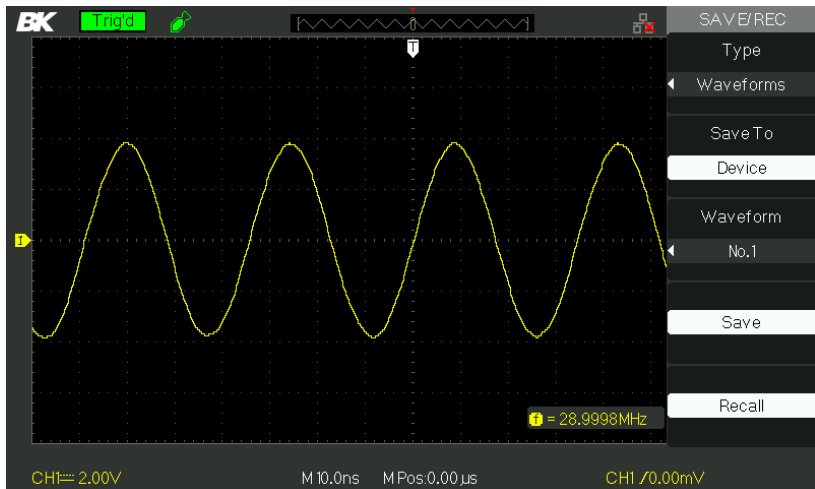 BK Trig'd SAVE/REC
T
Type
Waveforms
Save To
Device
Waveform
1 No.1
Save
Recall
f = 28.9998MHz
CH1 2.00V M 10.0ns M Pos:0.00µs CH1 / 0.00mV